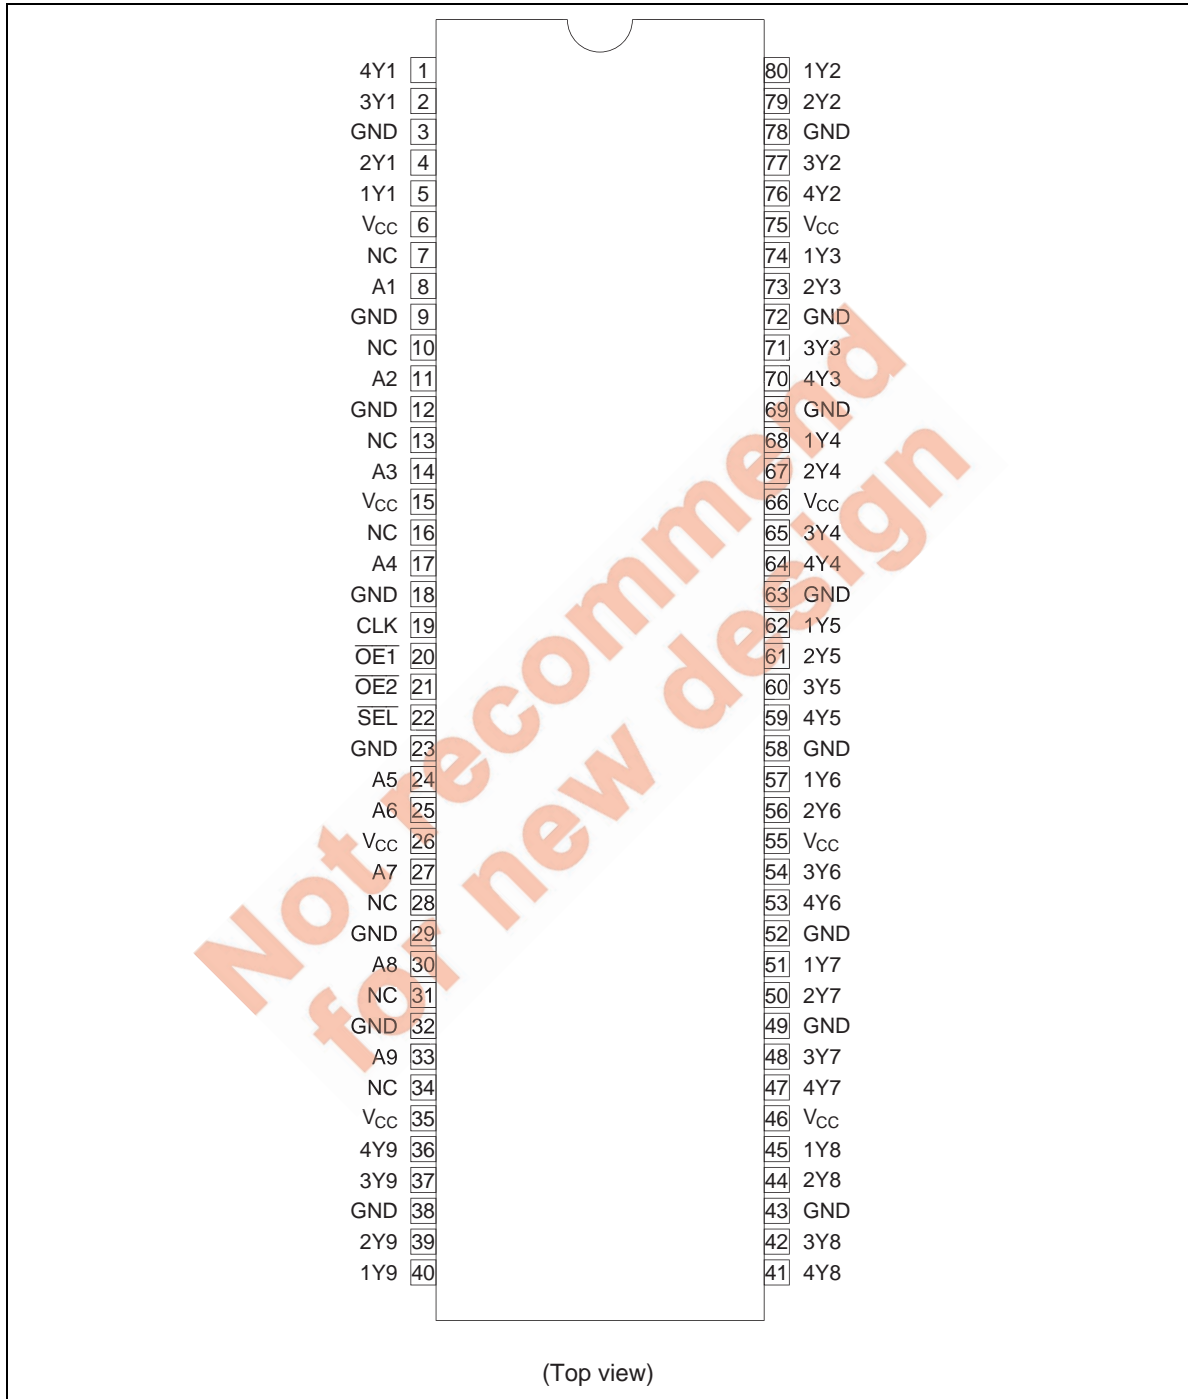 4Y1 1 80 1Y2
3Y1 2 79 2Y2
GND 3 78 GND
2Y1 4 77 3Y2
1Y1 5 76 4Y2
VCC 6 75 VCC
NC 7 74 1Y3
A1 8 73 2Y3
GND 9 72 GND
NC 10 71 3Y3
A2 11 70 4Y3
GND 12 69 GND
NC 13 68 1Y4
A3 14 67 2Y4
VCC 15 66 VCC
NC 16 65 3Y4
A4 17 64 4Y4
GND 18 63 GND
CLK 19 62 1Y5
O̅E̅1̅ 20 61 2Y5
O̅E̅2̅ 21 60 3Y5
S̅E̅L̅ 22 59 4Y5
GND 23 58 GND
A5 24 57 1Y6
A6 25 56 2Y6
VCC 26 55 VCC
A7 27 54 3Y6
NC 28 53 4Y6
GND 29 52 GND
A8 30 51 1Y7
NC 31 50 2Y7
GND 32 49 GND
A9 33 48 3Y7
NC 34 47 4Y7
VCC 35 46 VCC
4Y9 36 45 1Y8
3Y9 37 44 2Y8
GND 38 43 GND
2Y9 39 42 3Y8
1Y9 40 41 4Y8
(Top view)
Not recommend
for new design